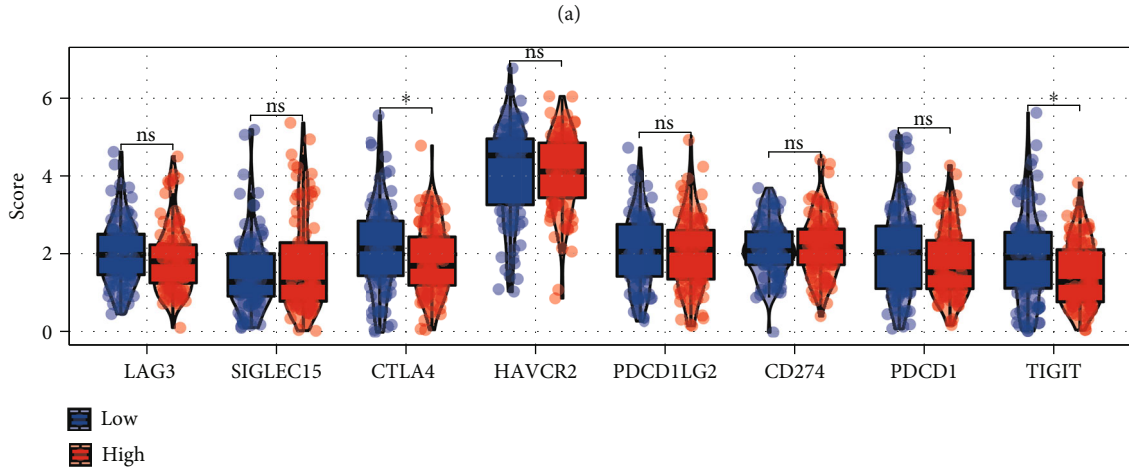 (a)
ns
ns
*
ns
ns
ns
ns
*
Score
6
4
2
0
LAG3 SIGLEC15 CTLA4 HAVCR2 PDCD1LG2 CD274 PDCD1 TIGIT
Low
High